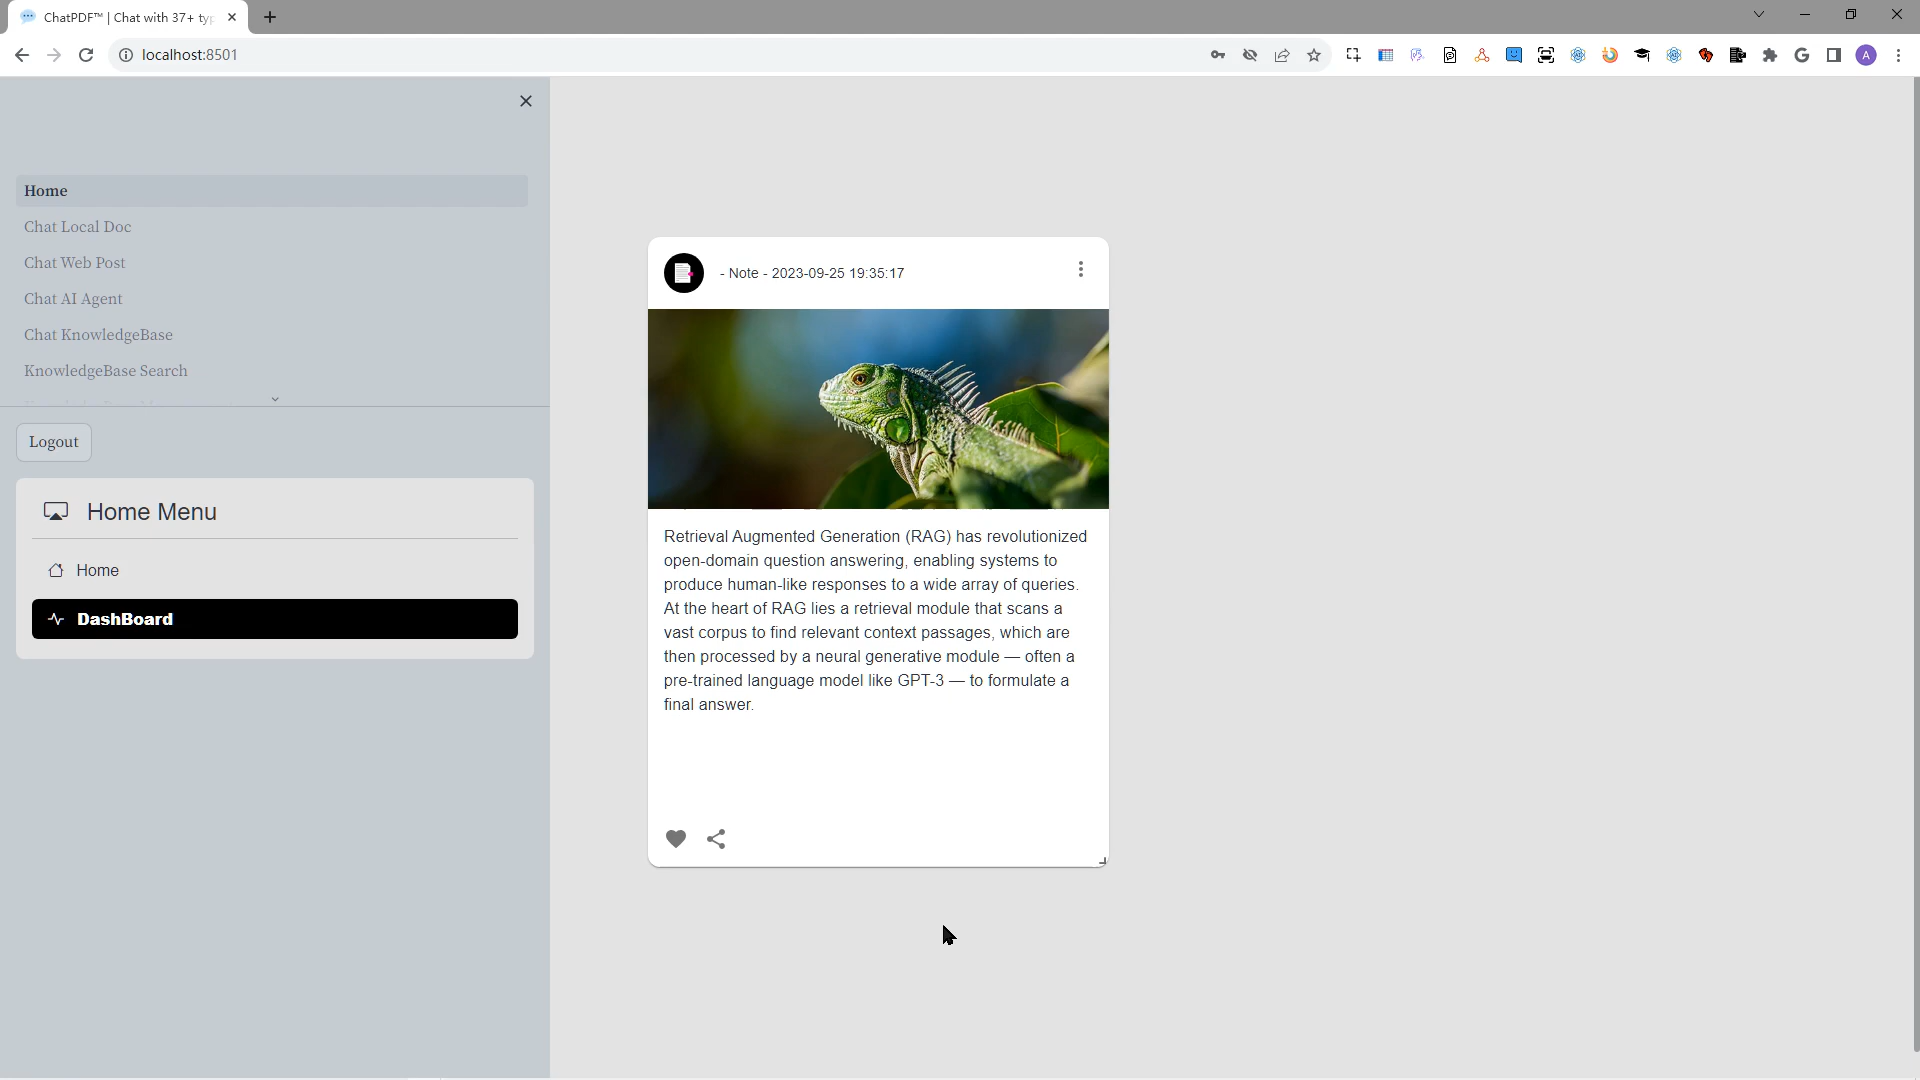 ChatPDF™ | Chat with 37+ typ
localhost:8501
A
Home
Chat Local Doc
Chat Web Post
Chat AI Agent
Chat KnowledgeBase
KnowledgeBase Search
Logout
Home Menu
Home
DashBoard
- Note - 2023-09-25 19:35:17
Retrieval Augmented Generation (RAG) has revolutionized
open-domain question answering, enabling systems to
produce human-like responses to a wide array of queries.
At the heart of RAG lies a retrieval module that scans a
vast corpus to find relevant context passages, which are
then processed by a neural generative module — often a
pre-trained language model like GPT-3 — to formulate a
final answer.